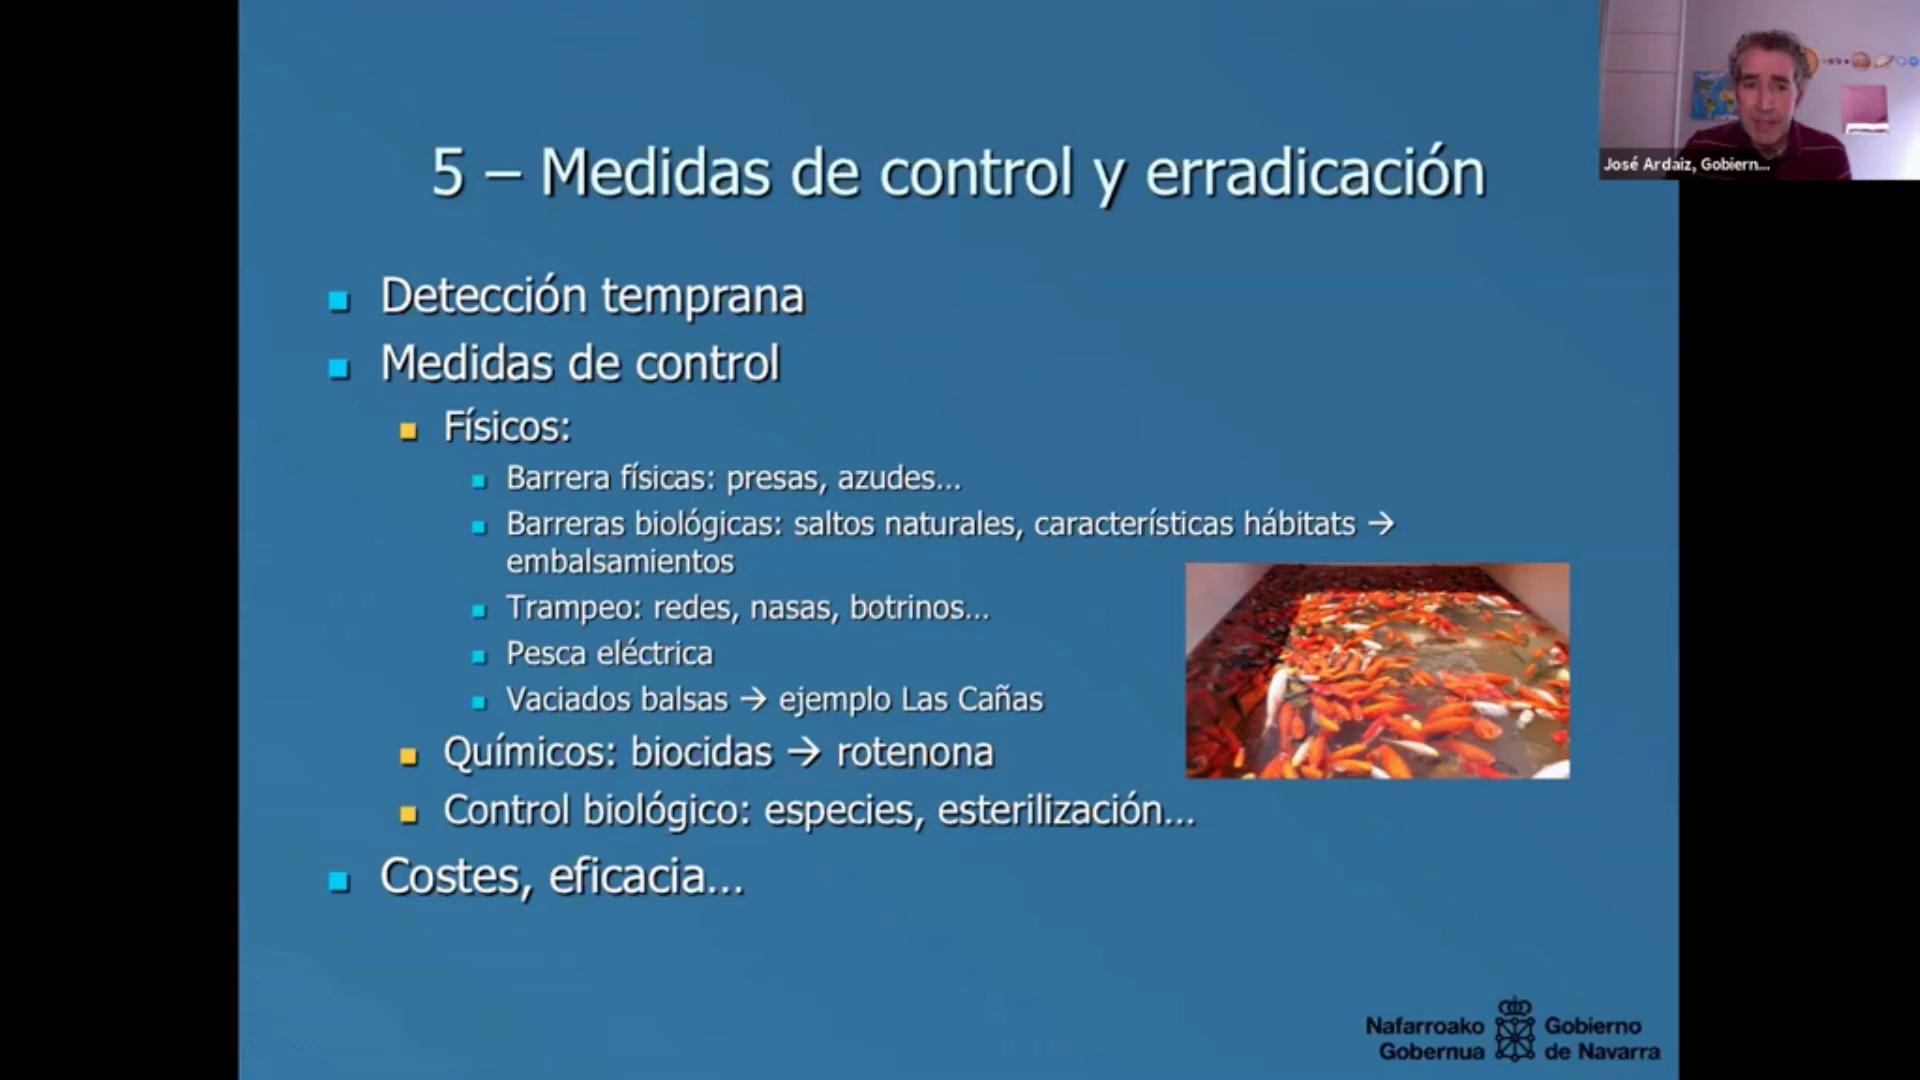 5 – Medidas de control y erradicación
José Ardaiz, Gobiern...
Detección temprana
Medidas de control
Físicos:
Barrera físicas: presas, azudes...
Barreras biológicas: saltos naturales, características hábitats →
embalsamientos
Trampeo: redes, nasas, botrinos...
Pesca eléctrica
Vaciados balsas → ejemplo Las Cañas
Químicos: biocidas → rotenona
Control biológico: especies, esterilización...
Costes, eficacia...
Nafarroako Gobierno
Gobernua de Navarra